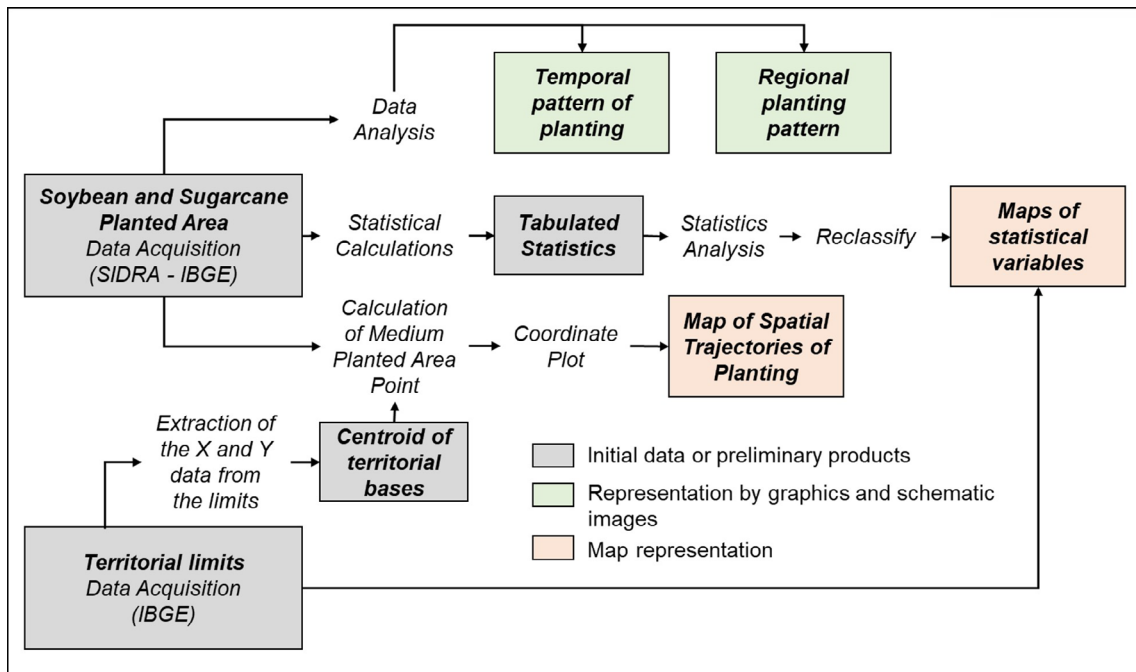 Data
Analysis
Temporal
pattern of
planting
Regional
planting
pattern
Soybean and Sugarcane
Planted Area
Data Acquisition
(SIDRA - IBGE)
Statistical
Calculations
Tabulated
Statistics
Statistics
Analysis
Reclassify
Maps of
statistical
variables
Calculation
of Medium
Planted Area
Point
Coordinate
Plot
Map of Spatial
Trajectories of
Planting
Extraction of
the X and Y
data from
the limits
Centroid of
territorial
bases
Initial data or preliminary products
Representation by graphics and schematic
images
Map representation
Territorial limits
Data Acquisition
(IBGE)